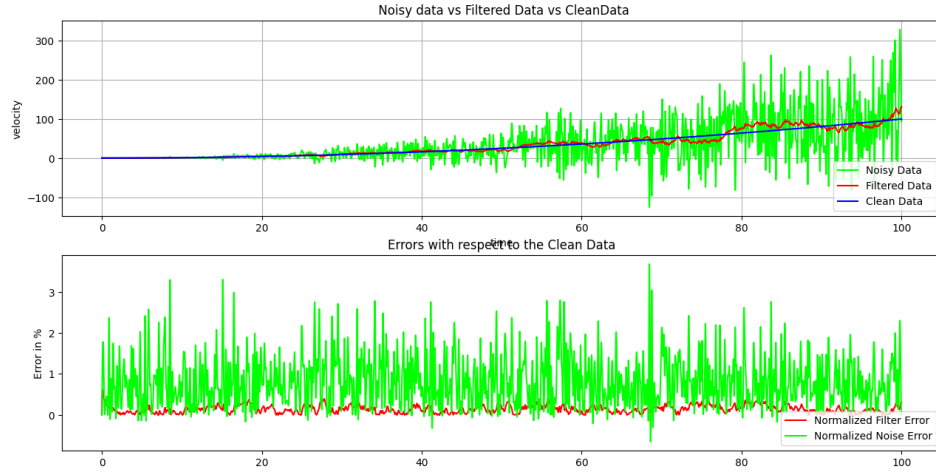 Noisy data vs Filtered Data vs CleanData
velocity
300
200
100
0
−100
0
20
40
60
80
100
time
Noisy Data
Filtered Data
Clean Data
Errors with respect to the Clean Data
Error in %
3
2
1
0
0
20
40
60
80
100
Normalized Filter Error
Normalized Noise Error